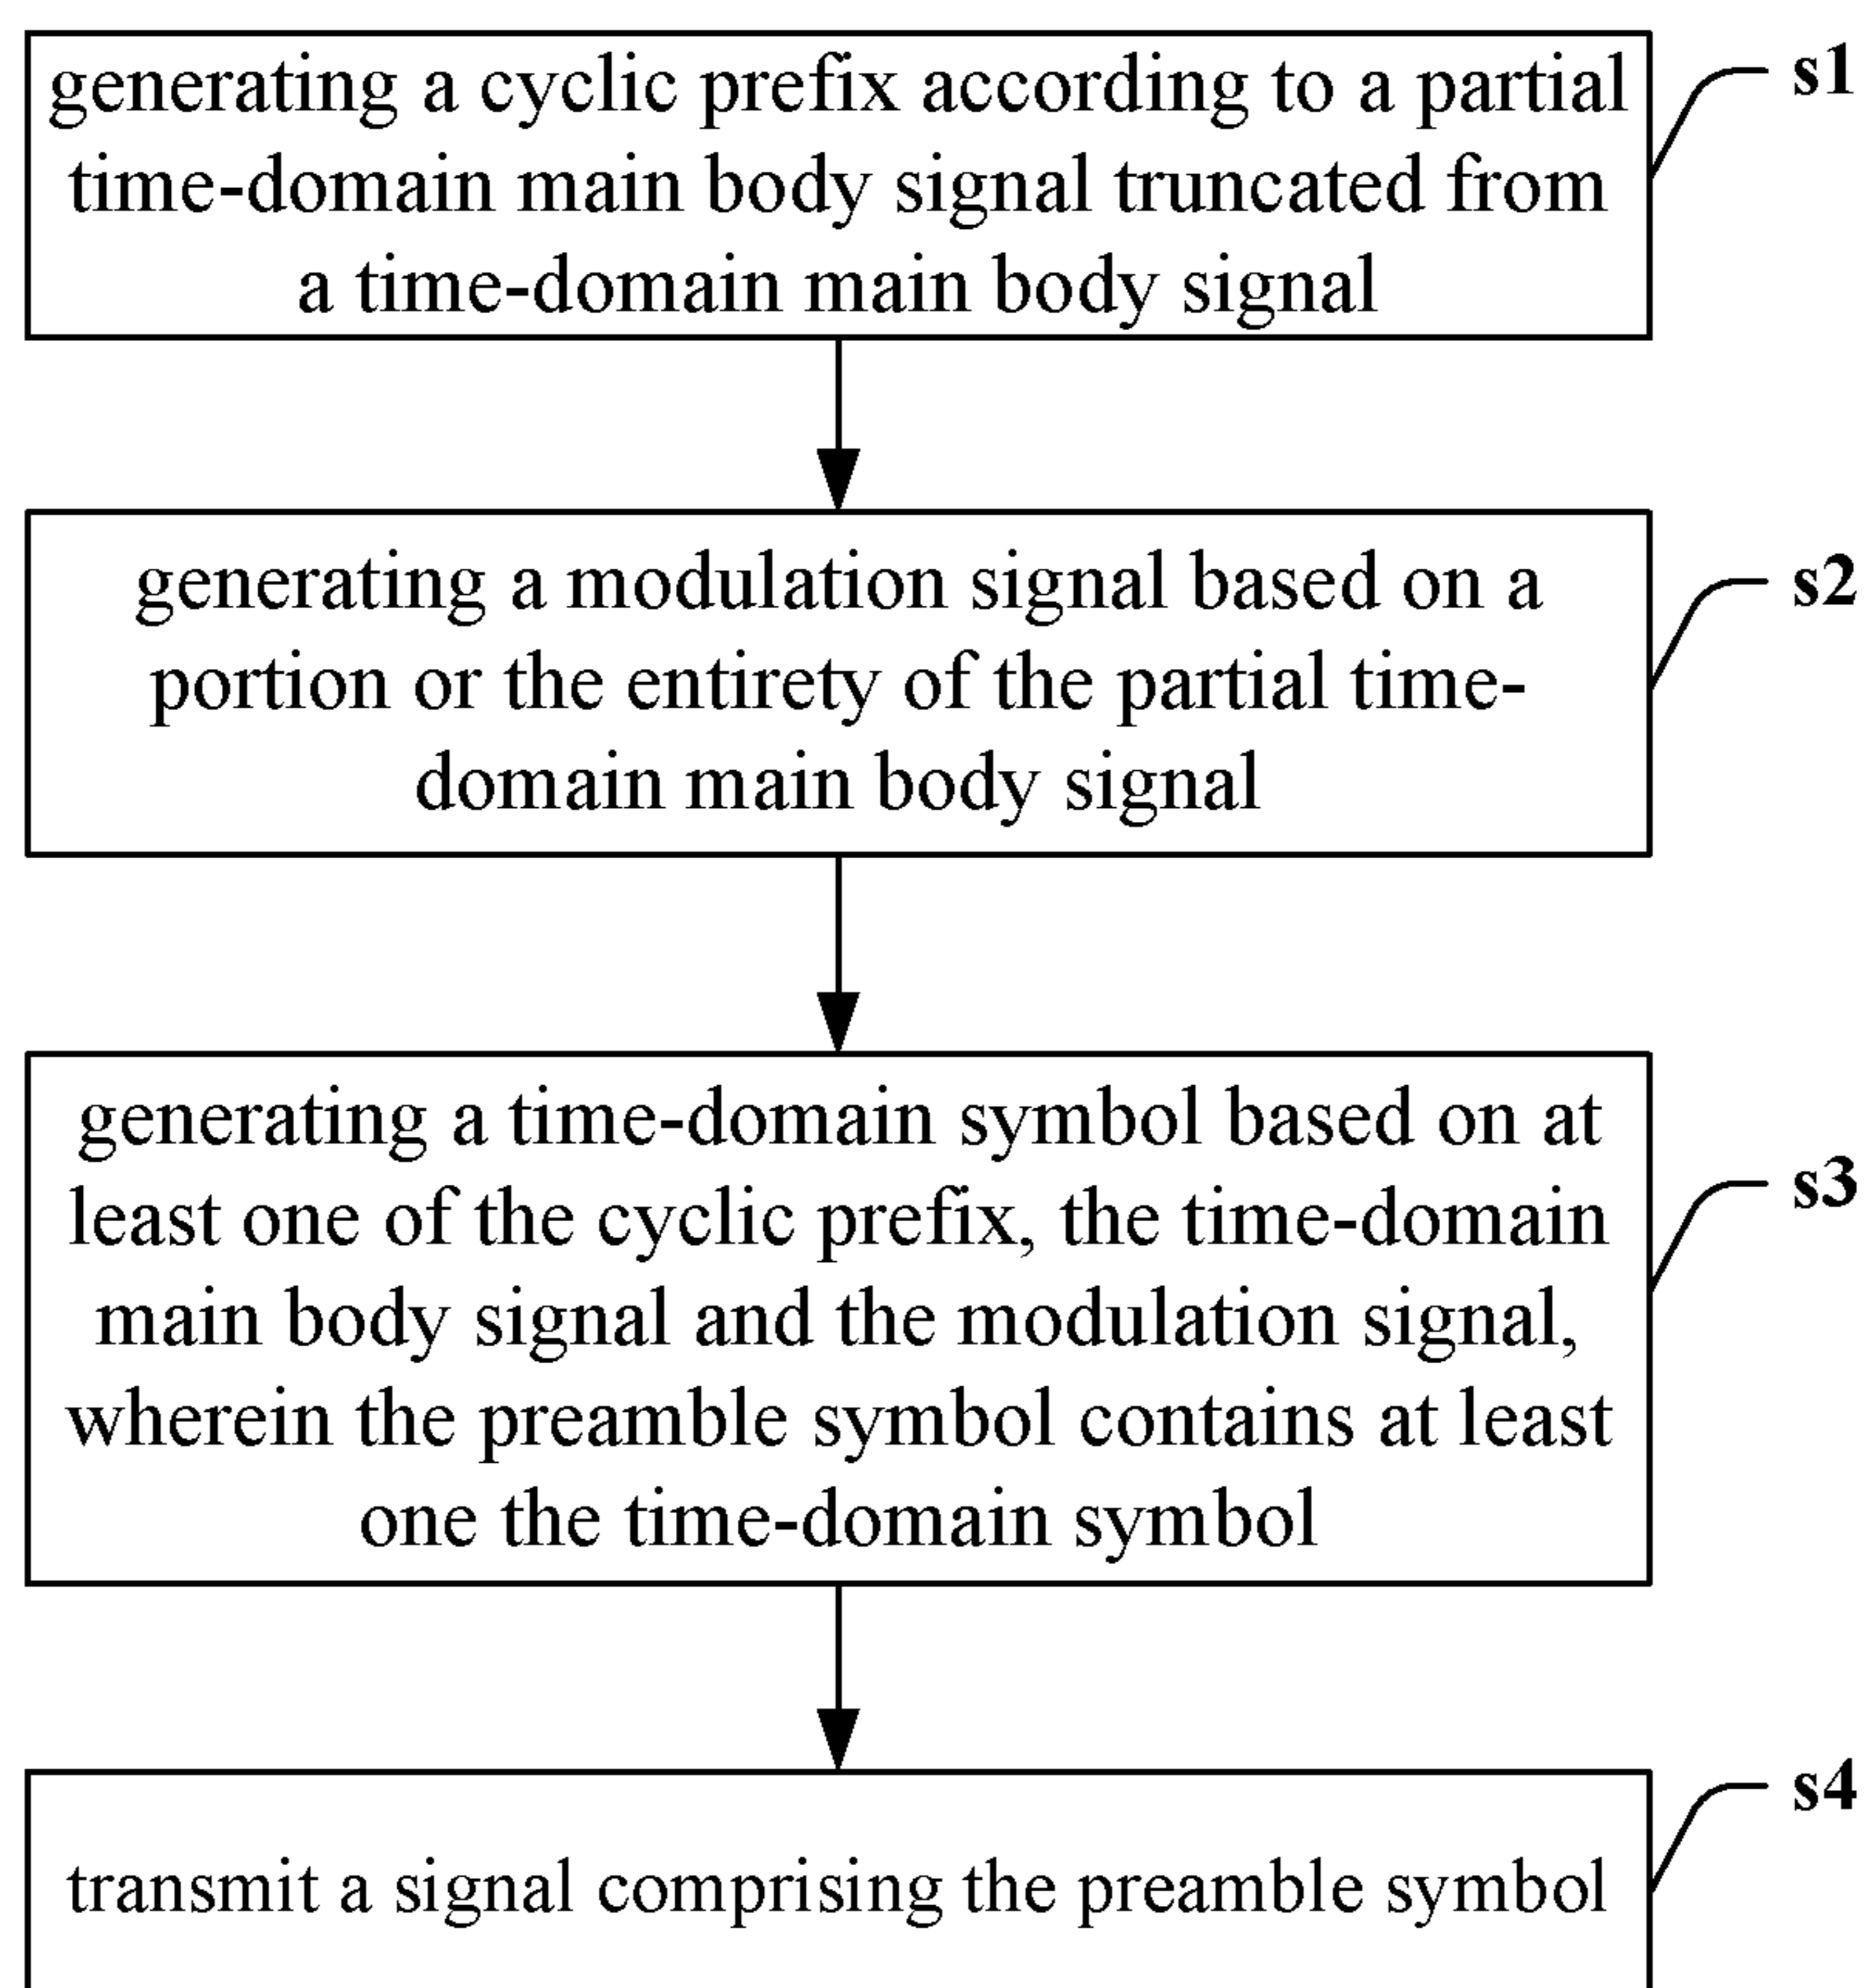 generating a cyclic prefix according to a partial
time-domain main body signal truncated from
a time-domain main body signal
s1
generating a modulation signal based on a
portion or the entirety of the partial time-
domain main body signal
s2
generating a time-domain symbol based on at
least one of the cyclic prefix, the time-domain
main body signal and the modulation signal,
wherein the preamble symbol contains at least
one the time-domain symbol
s3
transmit a signal comprising the preamble symbol
s4